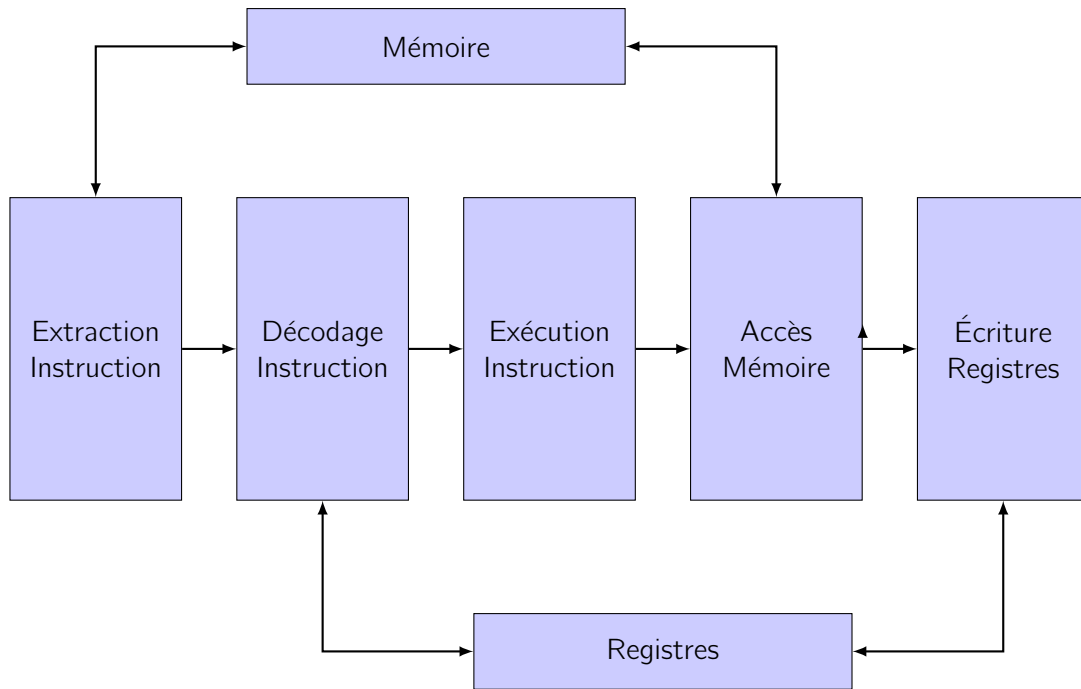 Mémoire
Extraction
Instruction
Décodage
Instruction
Exécution
Instruction
Accès
Mémoire
Écriture
Registres
Registres